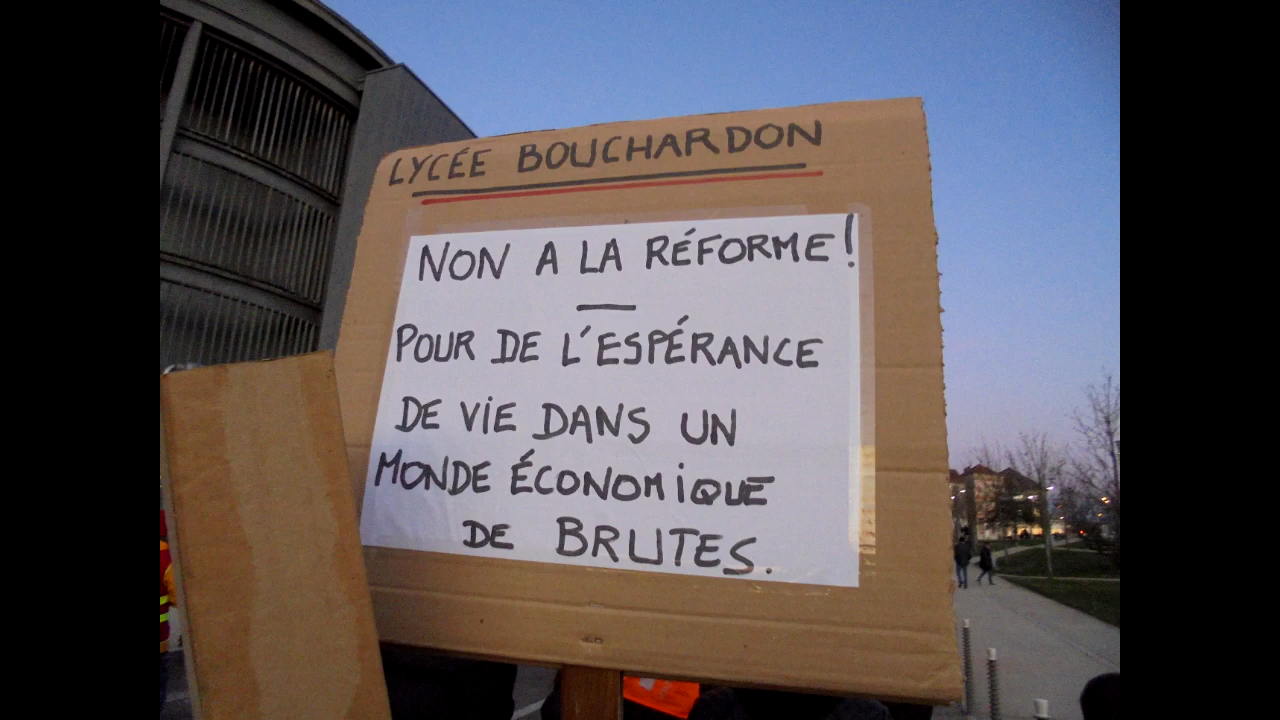 LYCÉE BOUCHARDON
NON A LA RÉFORME!
POUR DE L'ESPÉRANCE
DE ViE DANS UN
MONDE ÉCONOMiQUE
DE BRUTES.